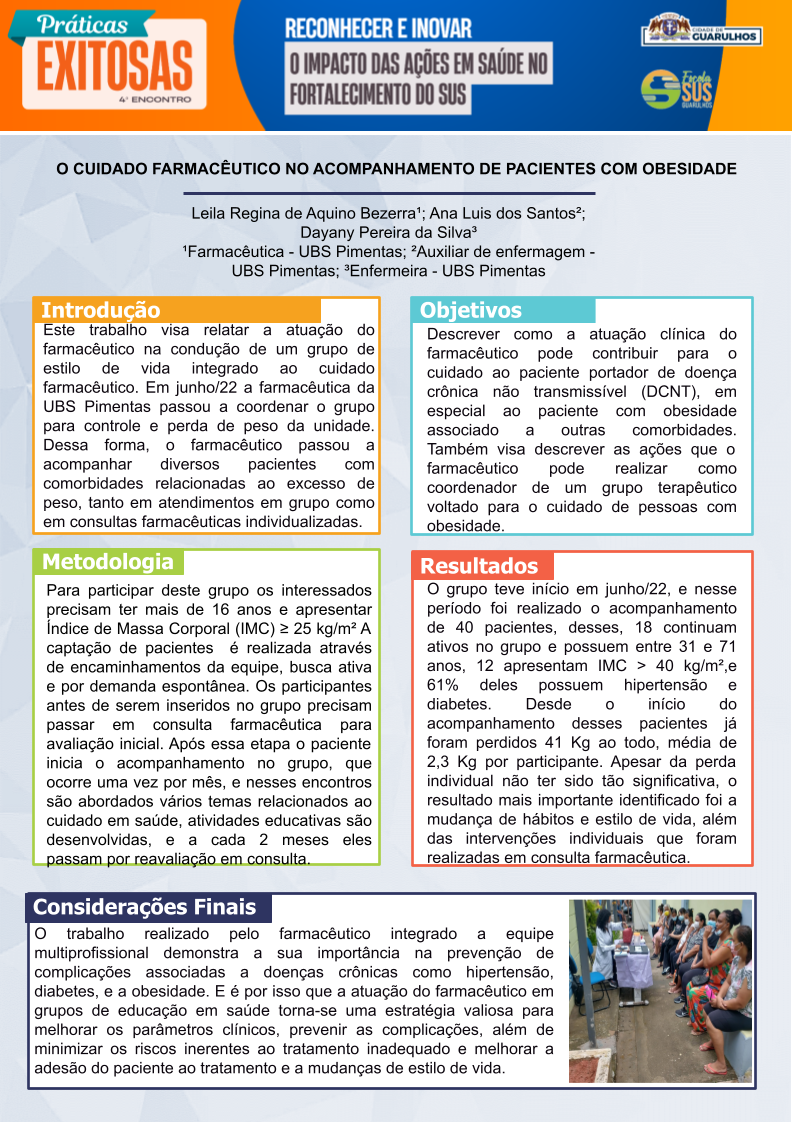 Práticas
EXITOSAS
4º ENCONTRO
RECONHECER E INOVAR
O IMPACTO DAS AÇÕES EM SAÚDE NO
FORTALECIMENTO DO SUS
CIDADE DE
GUARULHOS
Escola
SUS
GUARULHOS
O CUIDADO FARMACÊUTICO NO ACOMPANHAMENTO DE PACIENTES COM OBESIDADE
Leila Regina de Aquino Bezerra¹; Ana Luis dos Santos²;
Dayany Pereira da Silva³
¹Farmacêutica - UBS Pimentas; ²Auxiliar de enfermagem -
UBS Pimentas; ³Enfermeira - UBS Pimentas
Introdução
Este trabalho visa relatar a atuação do
farmacêutico na condução de um grupo de
estilo de vida integrado ao cuidado
farmacêutico. Em junho/22 a farmacêutica da
UBS Pimentas passou a coordenar o grupo
para controle e perda de peso da unidade.
Dessa forma, o farmacêutico passou a
acompanhar diversos pacientes com
comorbidades relacionadas ao excesso de
peso, tanto em atendimentos em grupo como
em consultas farmacêuticas individualizadas.
Objetivos
Descrever como a atuação clínica do
farmacêutico pode contribuir para o
cuidado ao paciente portador de doença
crônica não transmissível (DCNT), em
especial ao paciente com obesidade
associado a outras comorbidades.
Também visa descrever as ações que o
farmacêutico pode realizar como
coordenador de um grupo terapêutico
voltado para o cuidado de pessoas com
obesidade.
Metodologia
Para participar deste grupo os interessados
precisam ter mais de 16 anos e apresentar
Índice de Massa Corporal (IMC) ≥ 25 kg/m² A
captação de pacientes é realizada através
de encaminhamentos da equipe, busca ativa
e por demanda espontânea. Os participantes
antes de serem inseridos no grupo precisam
passar em consulta farmacêutica para
avaliação inicial. Após essa etapa o paciente
inicia o acompanhamento no grupo, que
ocorre uma vez por mês, e nesses encontros
são abordados vários temas relacionados ao
cuidado em saúde, atividades educativas são
desenvolvidas, e a cada 2 meses eles
passam por reavaliação em consulta.
Resultados
O grupo teve início em junho/22, e nesse
período foi realizado o acompanhamento
de 40 pacientes, desses, 18 continuam
ativos no grupo e possuem entre 31 e 71
anos, 12 apresentam IMC > 40 kg/m²,e
61% deles possuem hipertensão e
diabetes. Desde o início do
acompanhamento desses pacientes já
foram perdidos 41 Kg ao todo, média de
2,3 Kg por participante. Apesar da perda
individual não ter sido tão significativa, o
resultado mais importante identificado foi a
mudança de hábitos e estilo de vida, além
das intervenções individuais que foram
realizadas em consulta farmacêutica.
Considerações Finais
O trabalho realizado pelo farmacêutico integrado a equipe
multiprofissional demonstra a sua importância na prevenção de
complicações associadas a doenças crônicas como hipertensão,
diabetes, e a obesidade. E é por isso que a atuação do farmacêutico em
grupos de educação em saúde torna-se uma estratégia valiosa para
melhorar os parâmetros clínicos, prevenir as complicações, além de
minimizar os riscos inerentes ao tratamento inadequado e melhorar a
adesão do paciente ao tratamento e a mudanças de estilo de vida.